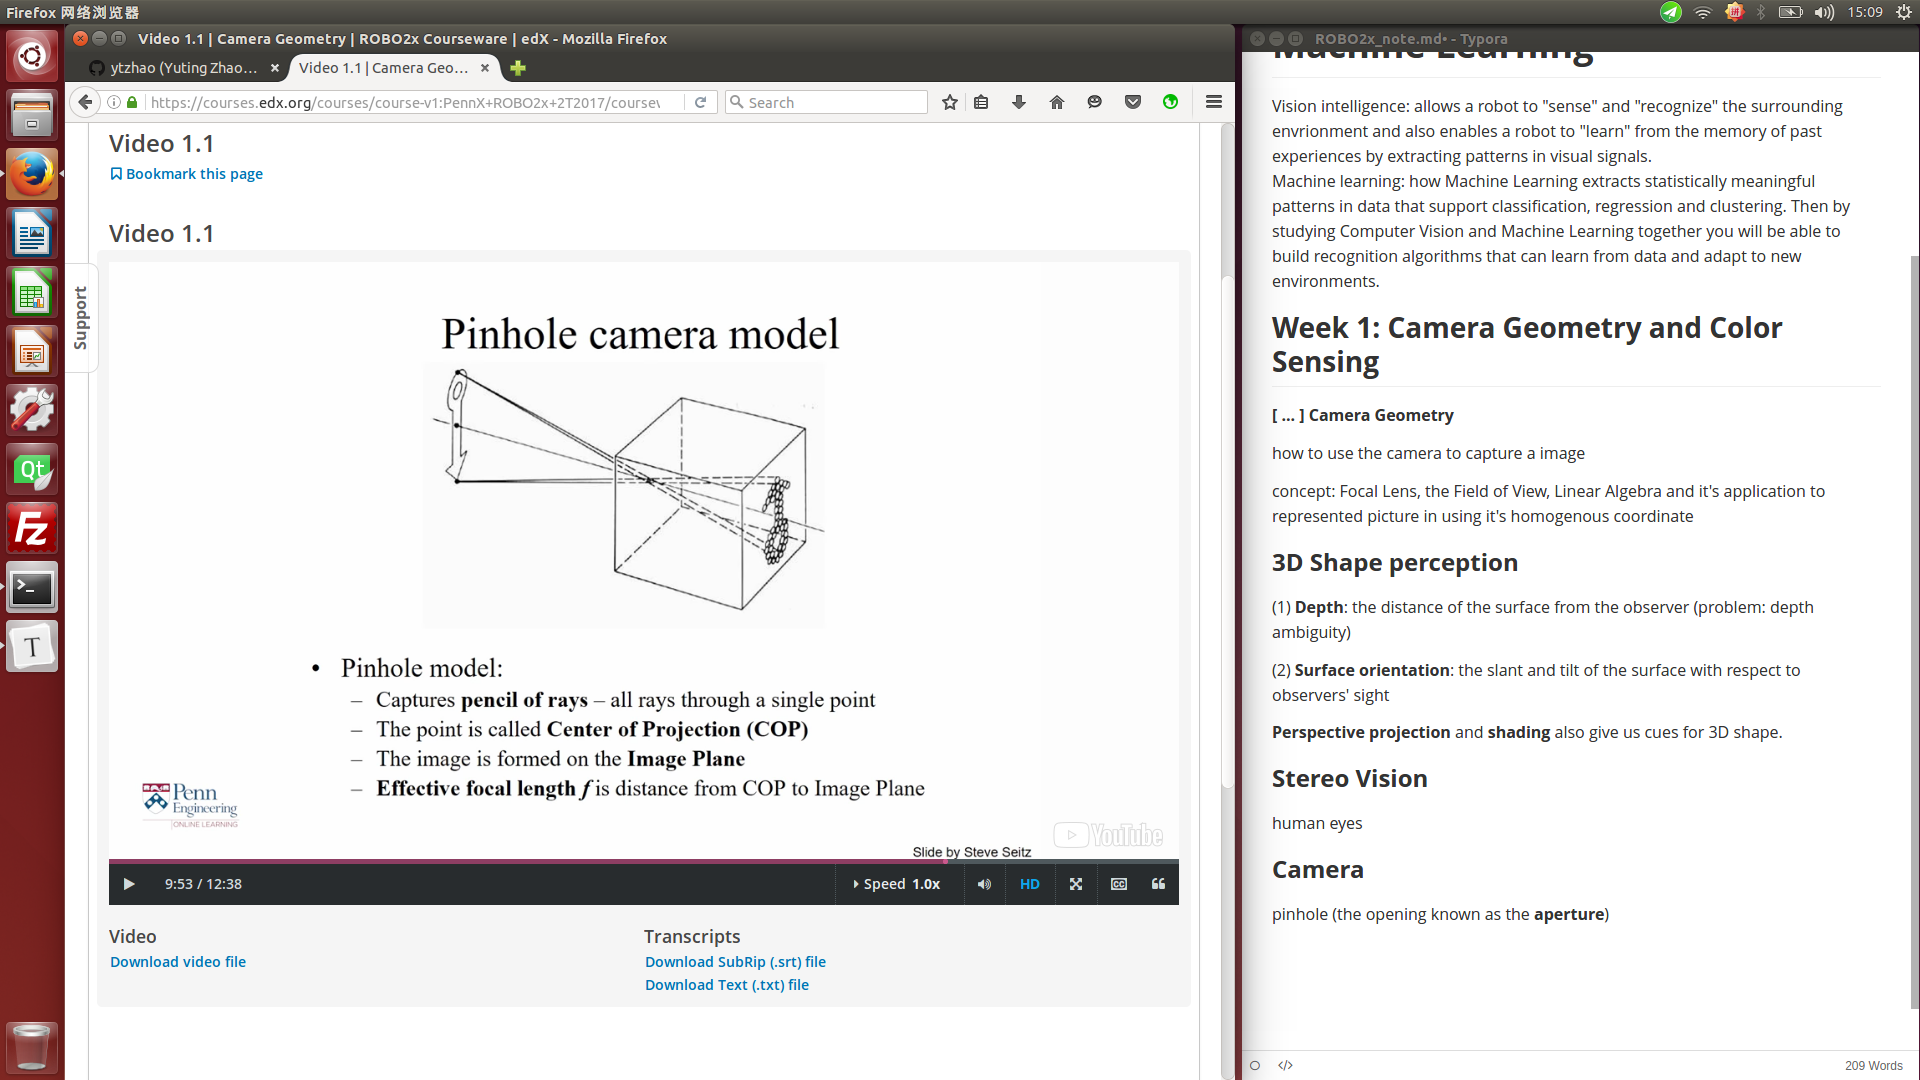 Firefox 网络浏览器
15:09
Video 1.1 | Camera Geometry | ROBO2x Courseware | edX - Mozilla Firefox
ytzhao (Yuting Zhao...
Video 1.1 | Camera Geo...
https://courses.edx.org/courses/course-v1:PennX+ROBO2x+2T2017/course
Search
Support
Video 1.1
Bookmark this page
Video 1.1
Pinhole camera model
• Pinhole model:
– Captures pencil of rays – all rays through a single point
– The point is called Center of Projection (COP)
– The image is formed on the Image Plane
– Effective focal length f is distance from COP to Image Plane
Penn
Engineering
ONLINE LEARNING
YouTube
Slide by Steve Seitz
9:53 / 12:38
Speed 1.0x
HD
CC
Video
Download video file
Transcripts
Download SubRip (.srt) file
Download Text (.txt) file
Qt
Fz
>_
T
ROBO2x_note.md• - Typora
Machine Learning
Vision intelligence: allows a robot to "sense" and "recognize" the surrounding
envrionment and also enables a robot to "learn" from the memory of past
experiences by extracting patterns in visual signals.
Machine learning: how Machine Learning extracts statistically meaningful
patterns in data that support classification, regression and clustering. Then by
studying Computer Vision and Machine Learning together you will be able to
build recognition algorithms that can learn from data and adapt to new
environments.
Week 1: Camera Geometry and Color
Sensing
[ ... ] Camera Geometry
how to use the camera to capture a image
concept: Focal Lens, the Field of View, Linear Algebra and it's application to
represented picture in using it's homogenous coordinate
3D Shape perception
(1) Depth: the distance of the surface from the observer (problem: depth
ambiguity)
(2) Surface orientation: the slant and tilt of the surface with respect to
observers' sight
Perspective projection and shading also give us cues for 3D shape.
Stereo Vision
human eyes
Camera
pinhole (the opening known as the aperture)
</>
209 Words